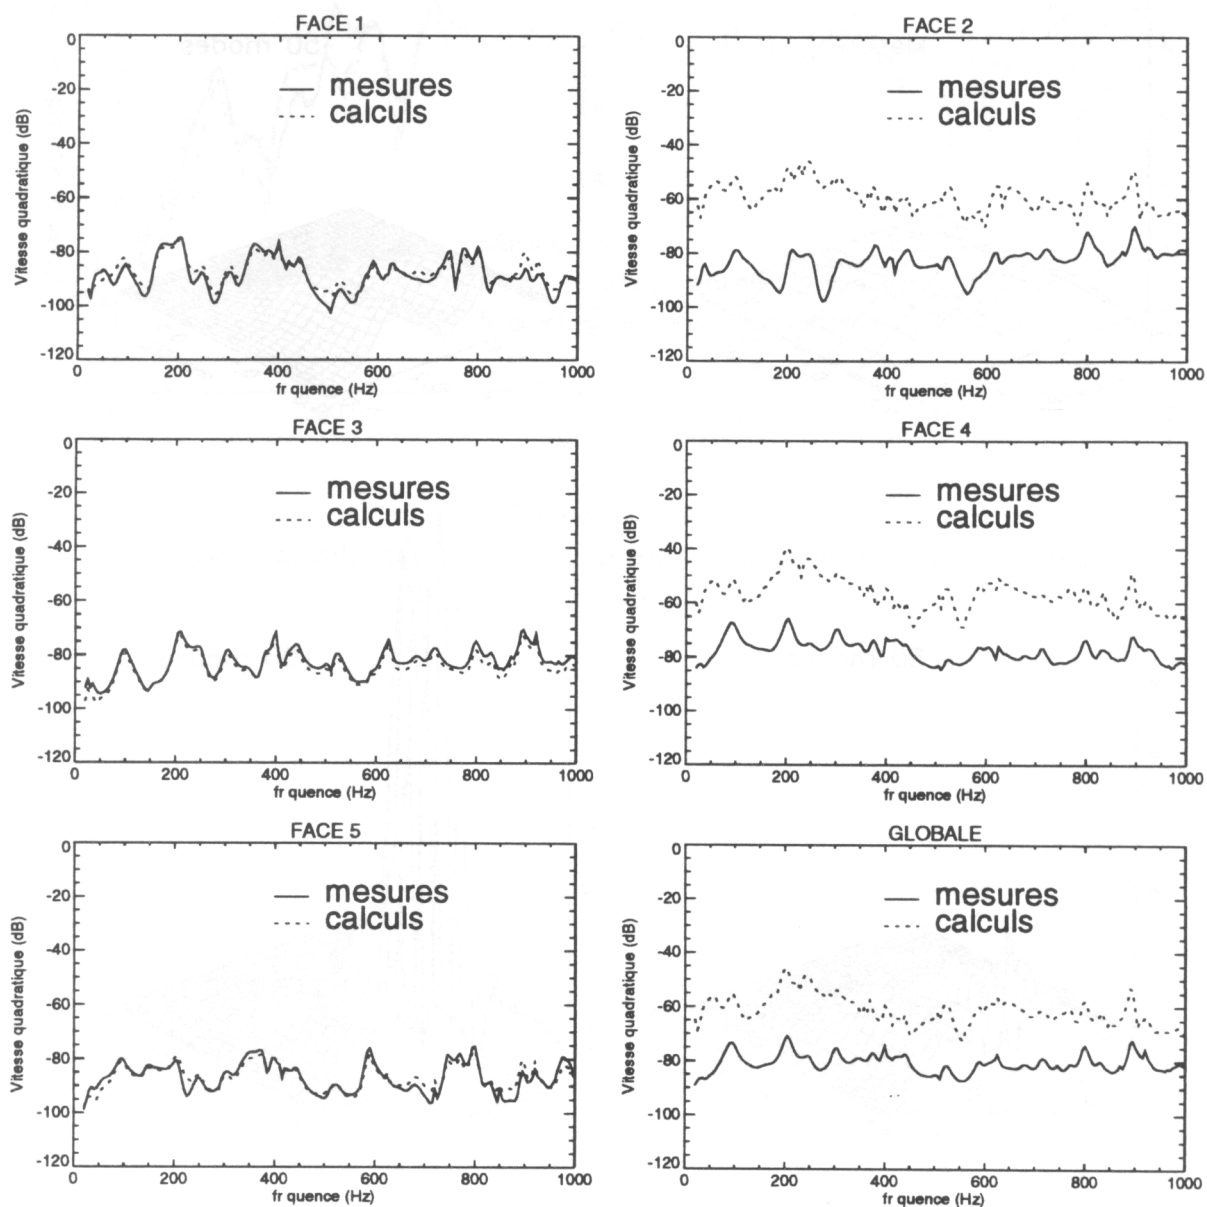 FACE 1
0
-20
-40
-60
-80
-100
-120
0 200 400 600 800 1000
Vitesse quadratique (dB)
fr quence (Hz)
mesures
calculs
50 modes
FACE 2
0
-20
-40
-60
-80
-100
-120
0 200 400 600 800 1000
Vitesse quadratique (dB)
fr quence (Hz)
mesures
calculs
FACE 3
0
-20
-40
-60
-80
-100
-120
0 200 400 600 800 1000
Vitesse quadratique (dB)
fr quence (Hz)
mesures
calculs
FACE 4
0
-20
-40
-60
-80
-100
-120
0 200 400 600 800 1000
Vitesse quadratique (dB)
fr quence (Hz)
mesures
calculs
FACE 5
0
-20
-40
-60
-80
-100
-120
0 200 400 600 800 1000
Vitesse quadratique (dB)
fr quence (Hz)
mesures
calculs
GLOBALE
0
-20
-40
-60
-80
-100
-120
0 200 400 600 800 1000
Vitesse quadratique (dB)
fr quence (Hz)
mesures
calculs